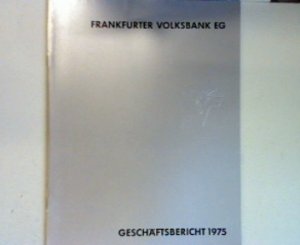 FRANKFURTER VOLKSBANK EG
GESCHÄFTSBERICHT 1975